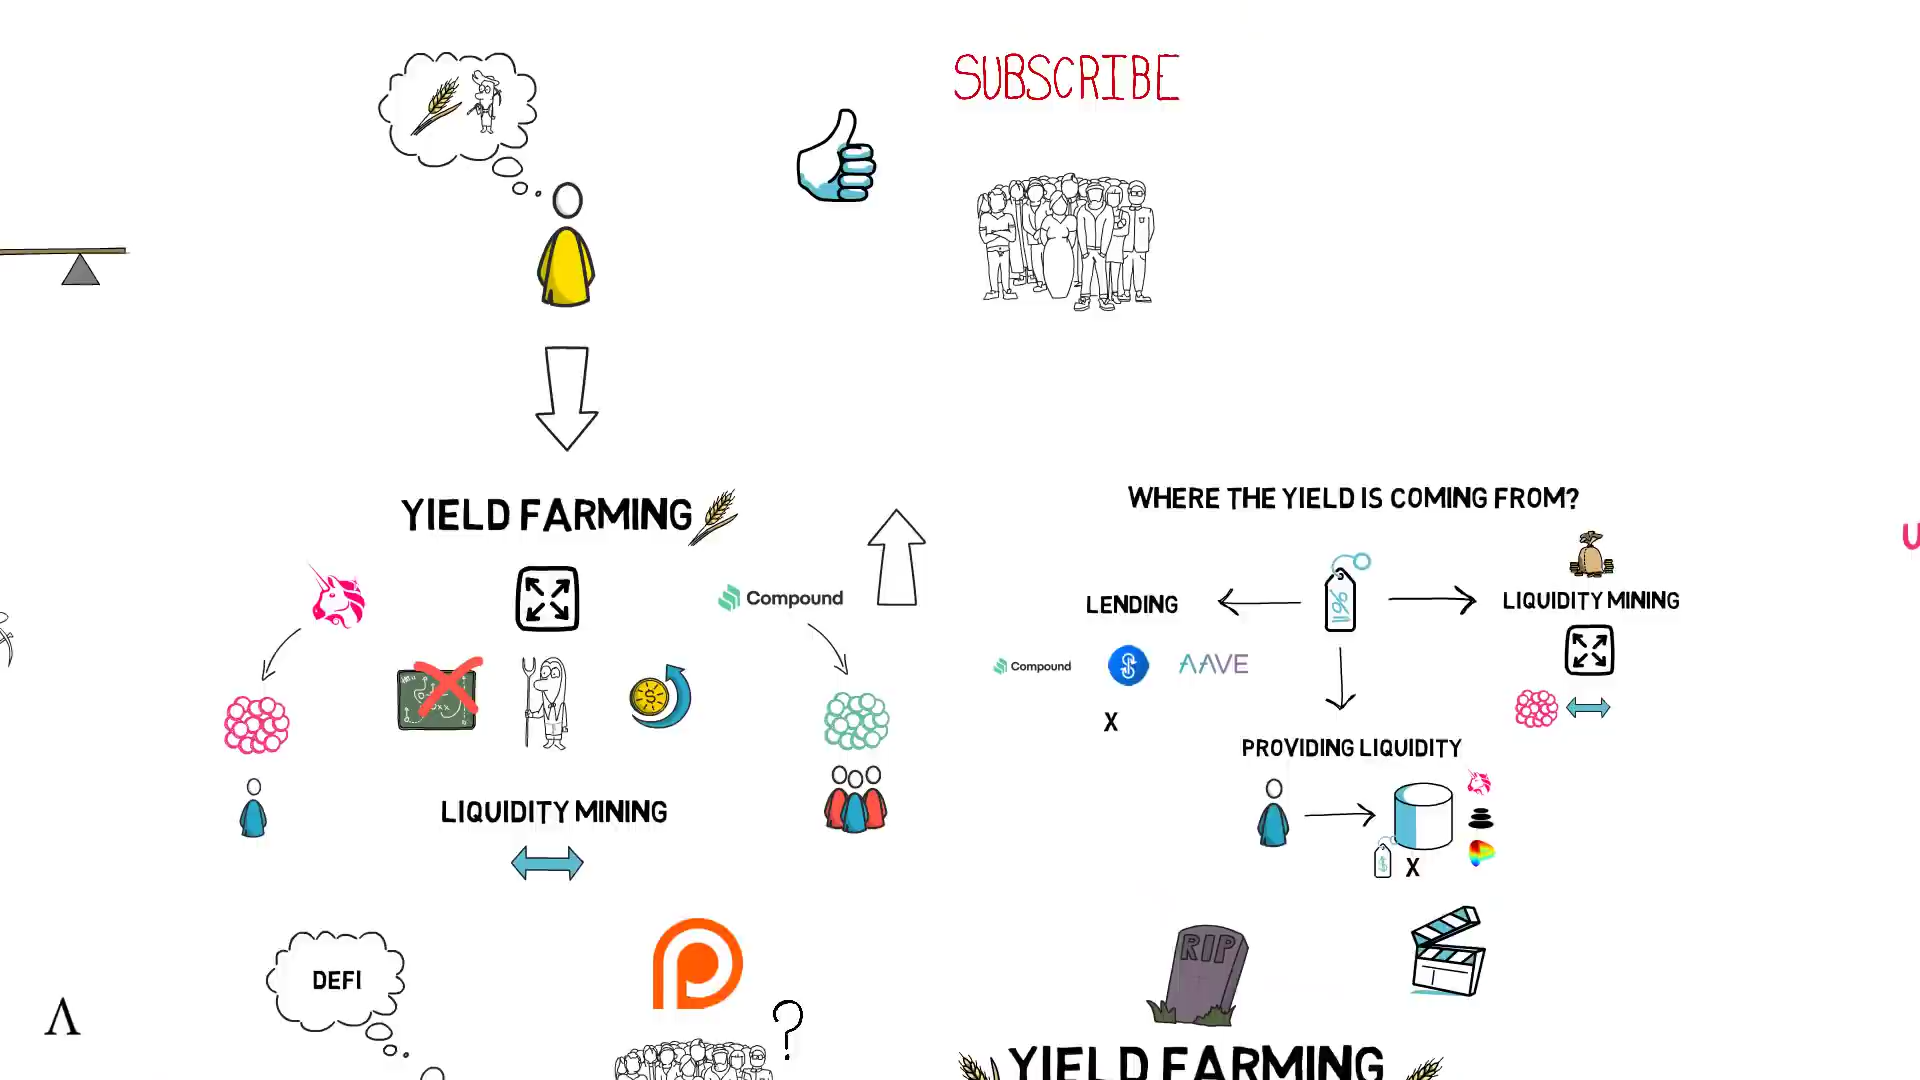 SUBSCRIBE
YIELD FARMING
WHERE THE YIELD IS COMING FROM?
Compound
LENDING
LIQUIDITY MINING
Compound
AAVE
X
PROVIDING LIQUIDITY
LIQUIDITY MINING
X
RIP
DEFI
?
YIELD FARMING